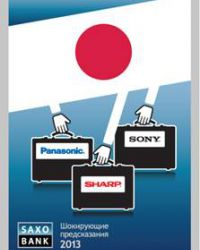 Panasonic.
SONY.
SHARP
SAXO
BANK
Шокирующие
предсказания
2013